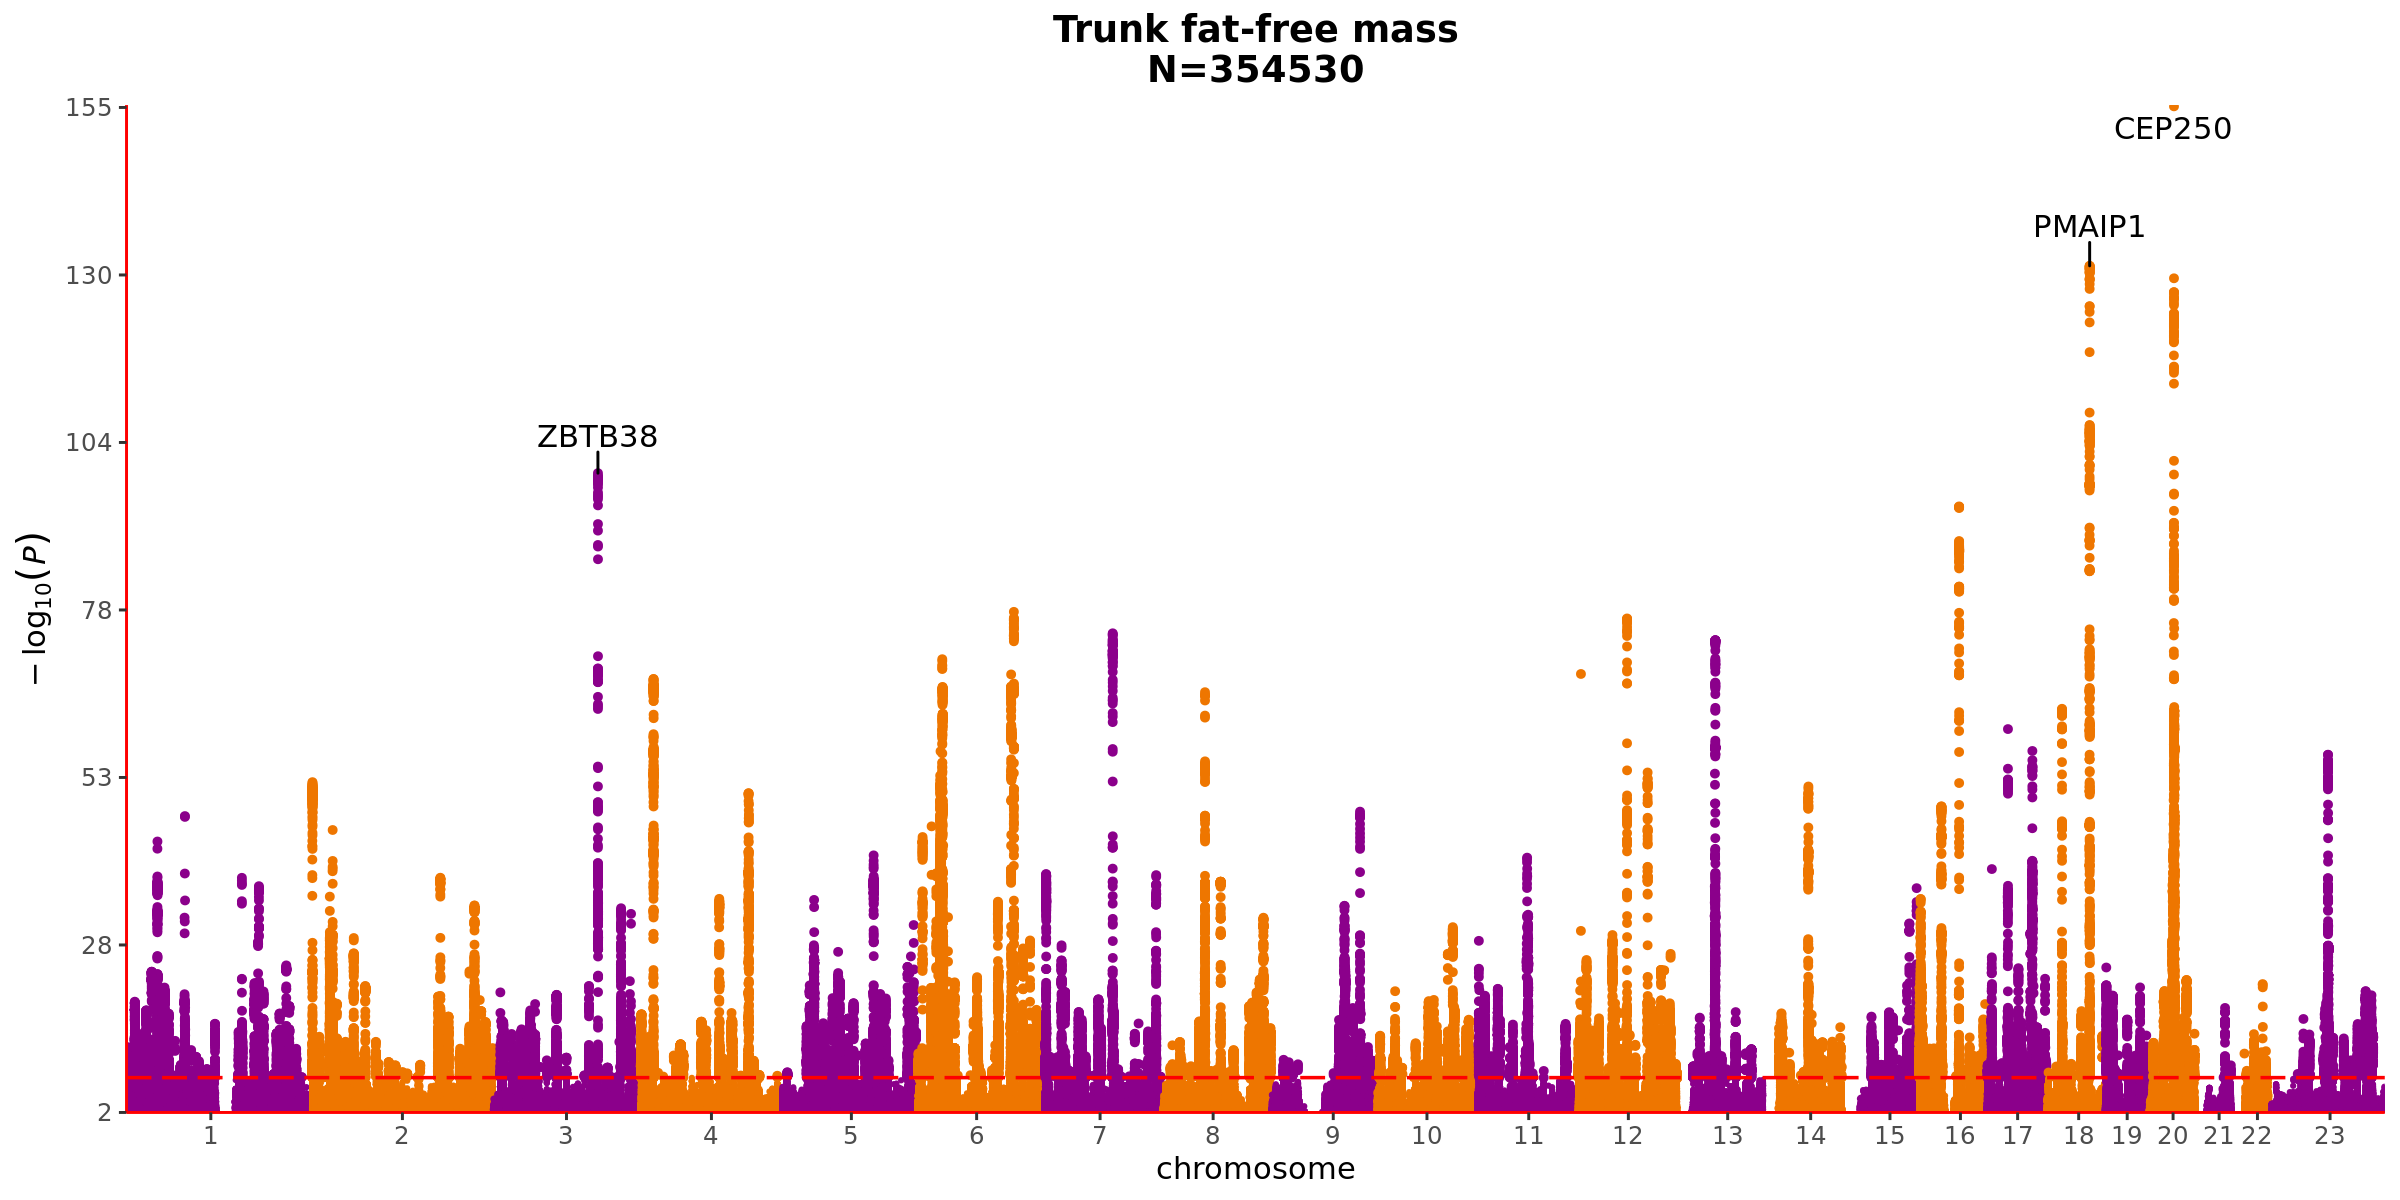 Trunk fat-free mass
N=354530
155
CEP250
PMAIP1
130
ZBTB38
104
78
53
28
2
− log10(P)
1 2 3 4 5 6 7 8 9 10 11 12 13 14 15 16 17 18 19 20 21 22 23
chromosome